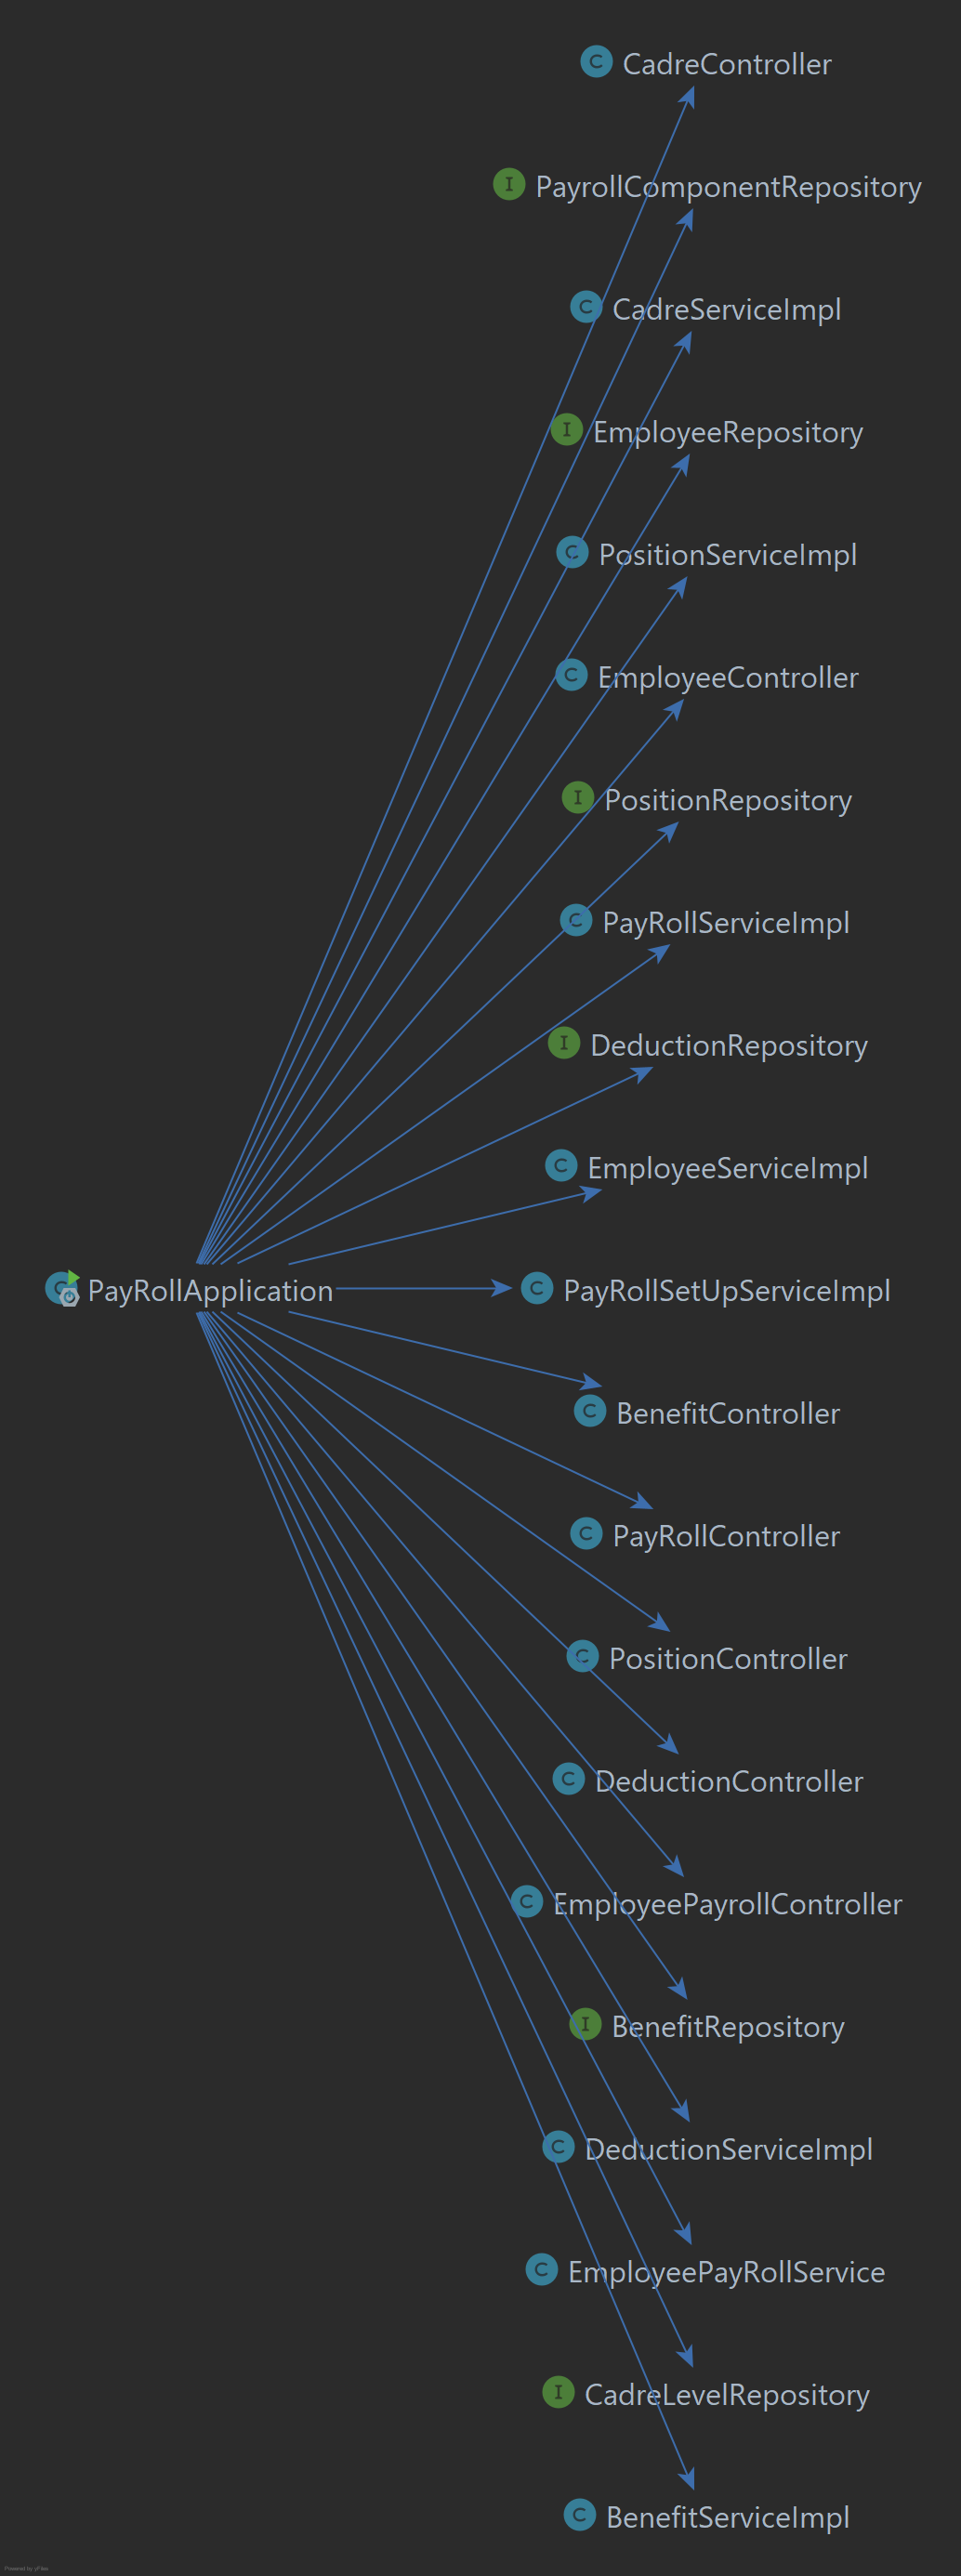 CadreController
PayrollComponentRepository
CadreServiceImpl
EmployeeRepository
PositionServiceImpl
EmployeeController
PositionRepository
PayRollServiceImpl
DeductionRepository
EmployeeServiceImpl
PayRollApplication
PayRollSetUpServiceImpl
BenefitController
PayRollController
PositionController
DeductionController
EmployeePayrollController
BenefitRepository
DeductionServiceImpl
EmployeePayRollService
CadreLevelRepository
BenefitServiceImpl
Powered by yFiles